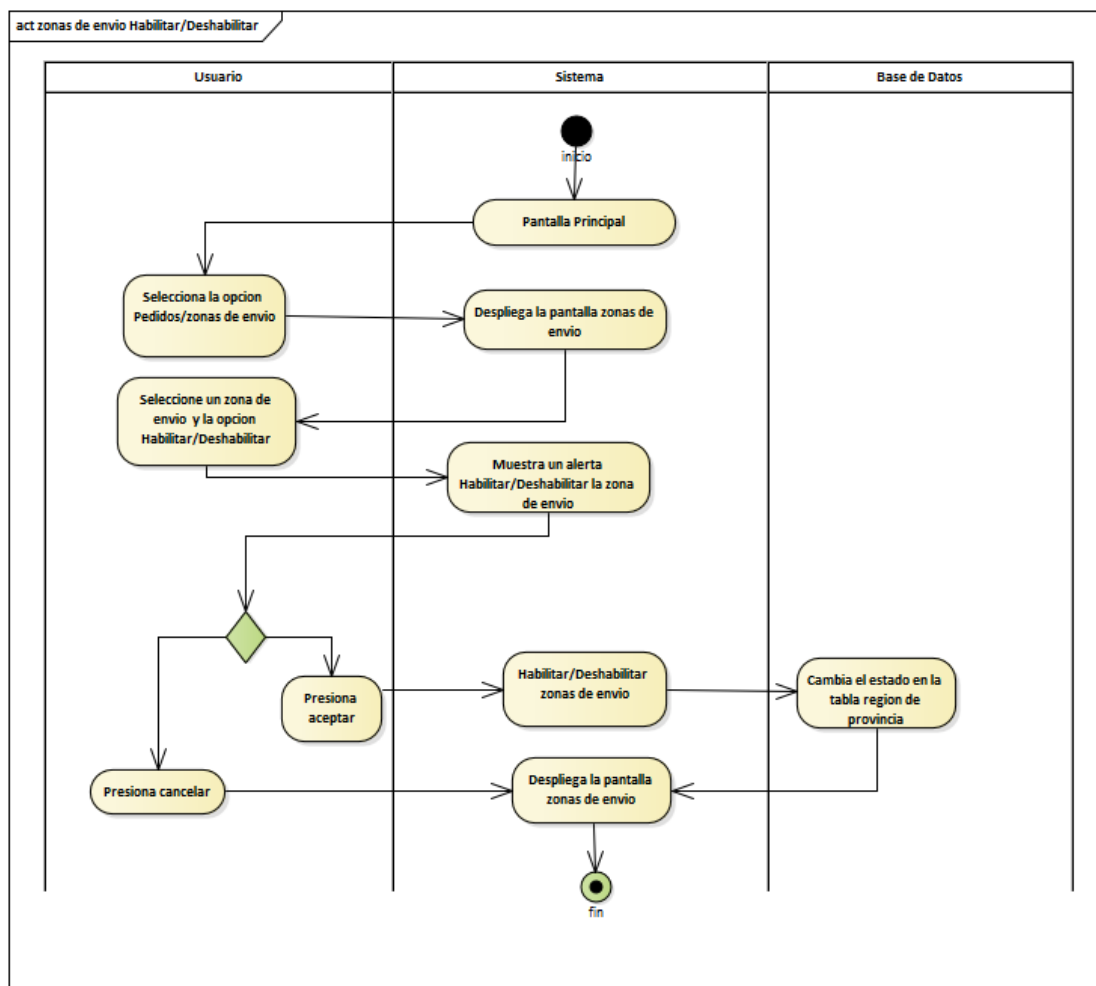 act zonas de envio Habilitar/Deshabilitar
Usuario
Sistema
Base de Datos
inicio
Pantalla Principal
Selecciona la opcion
Pedidos/zonas de envio
Despliega la pantalla zonas de
envio
Seleccione un zona de
envio y la opcion
Habilitar/Deshabilitar
Muestra un alerta
Habilitar/Deshabilitar la zona
de envio
Presiona
aceptar
Habilitar/Deshabilitar
zonas de envio
Cambia el estado en la
tabla region de
provincia
Presiona cancelar
Despliega la pantalla
zonas de envio
fin